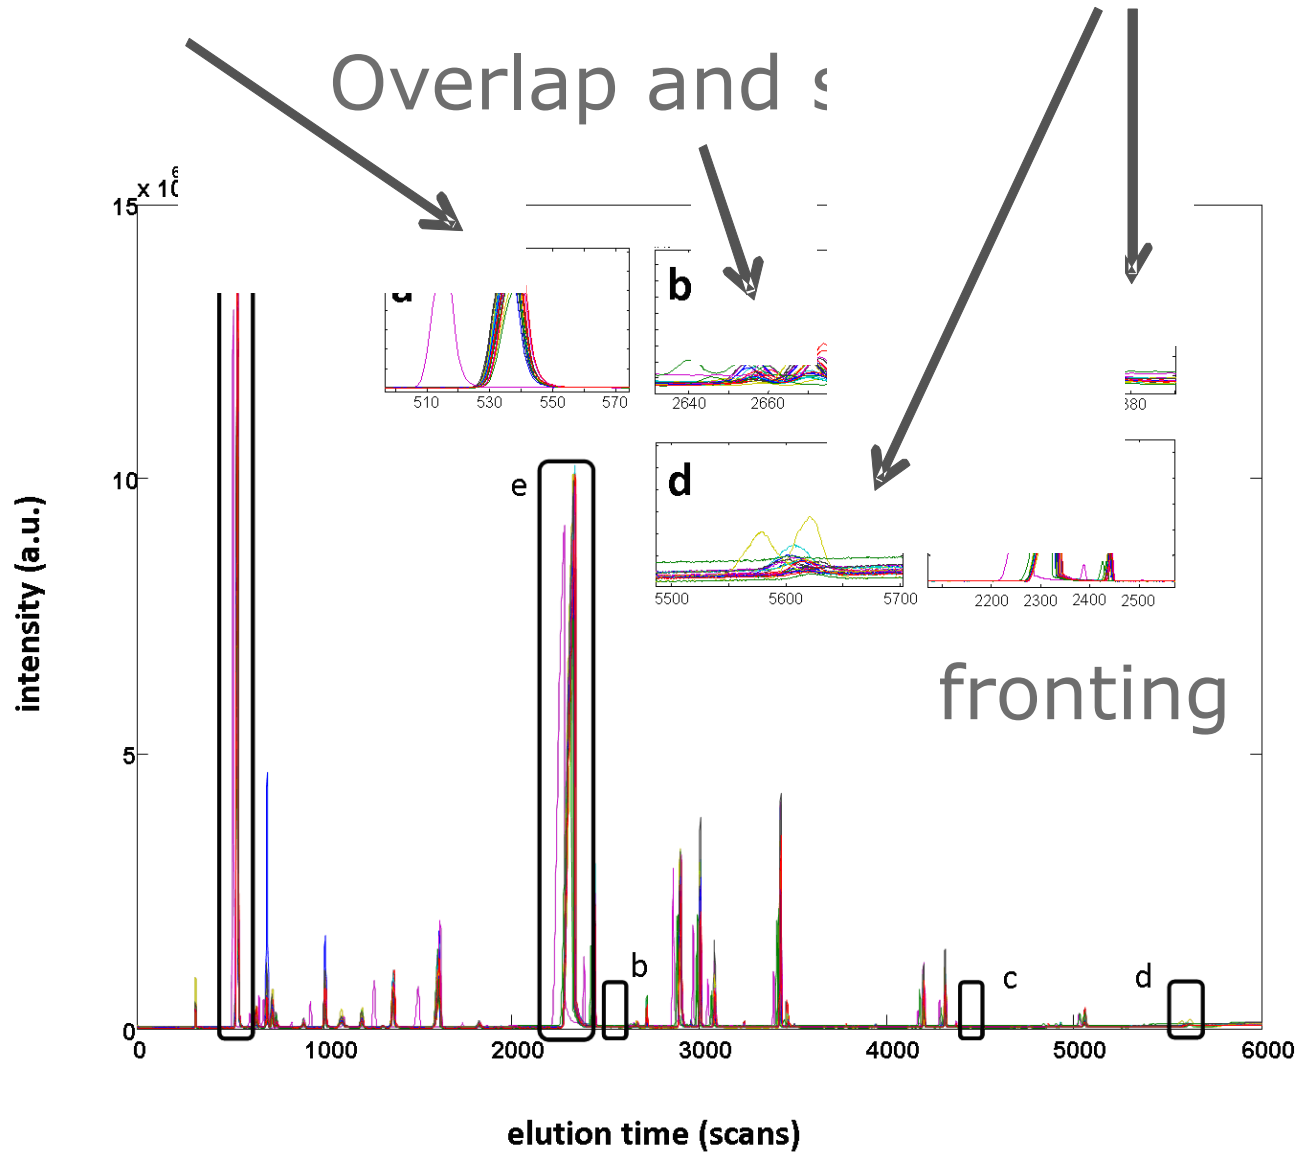 Overlap and s
x 10
15
a
b
510 530 550 570
2640 2660
380
10
e
d
5500 5600 5700
2200 2300 2400 2500
intensity (a.u.)
fronting
5
b
c
d
0
0 1000 2000 3000 4000 5000 6000
elution time (scans)